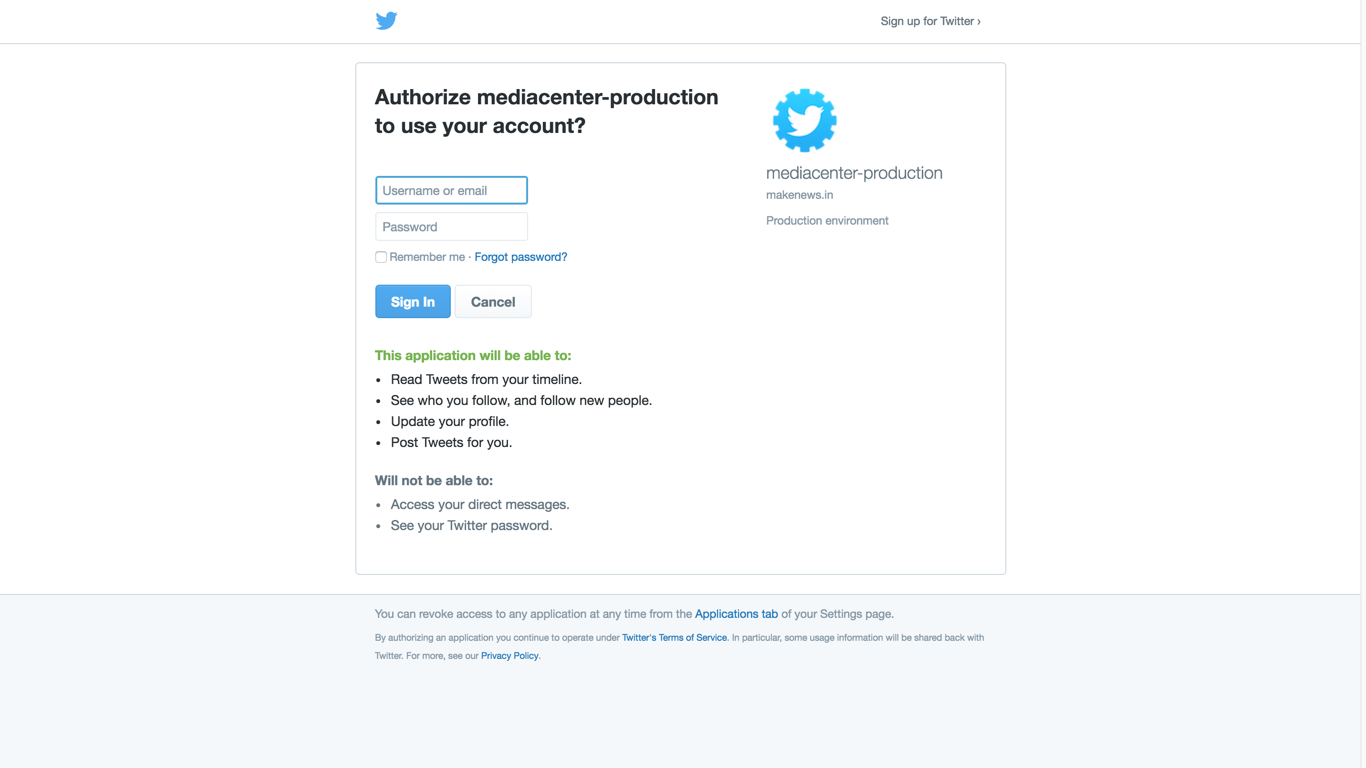 Sign up for Twitter ›
Authorize mediacenter-production
to use your account?
Username or email
Password
Remember me · Forgot password?
Sign In
Cancel
mediacenter-production
makenews.in
Production environment
This application will be able to:
• Read Tweets from your timeline.
• See who you follow, and follow new people.
• Update your profile.
• Post Tweets for you.
Will not be able to:
• Access your direct messages.
• See your Twitter password.
You can revoke access to any application at any time from the Applications tab of your Settings page.
By authorizing an application you continue to operate under Twitter's Terms of Service. In particular, some usage information will be shared back with
Twitter. For more, see our Privacy Policy.